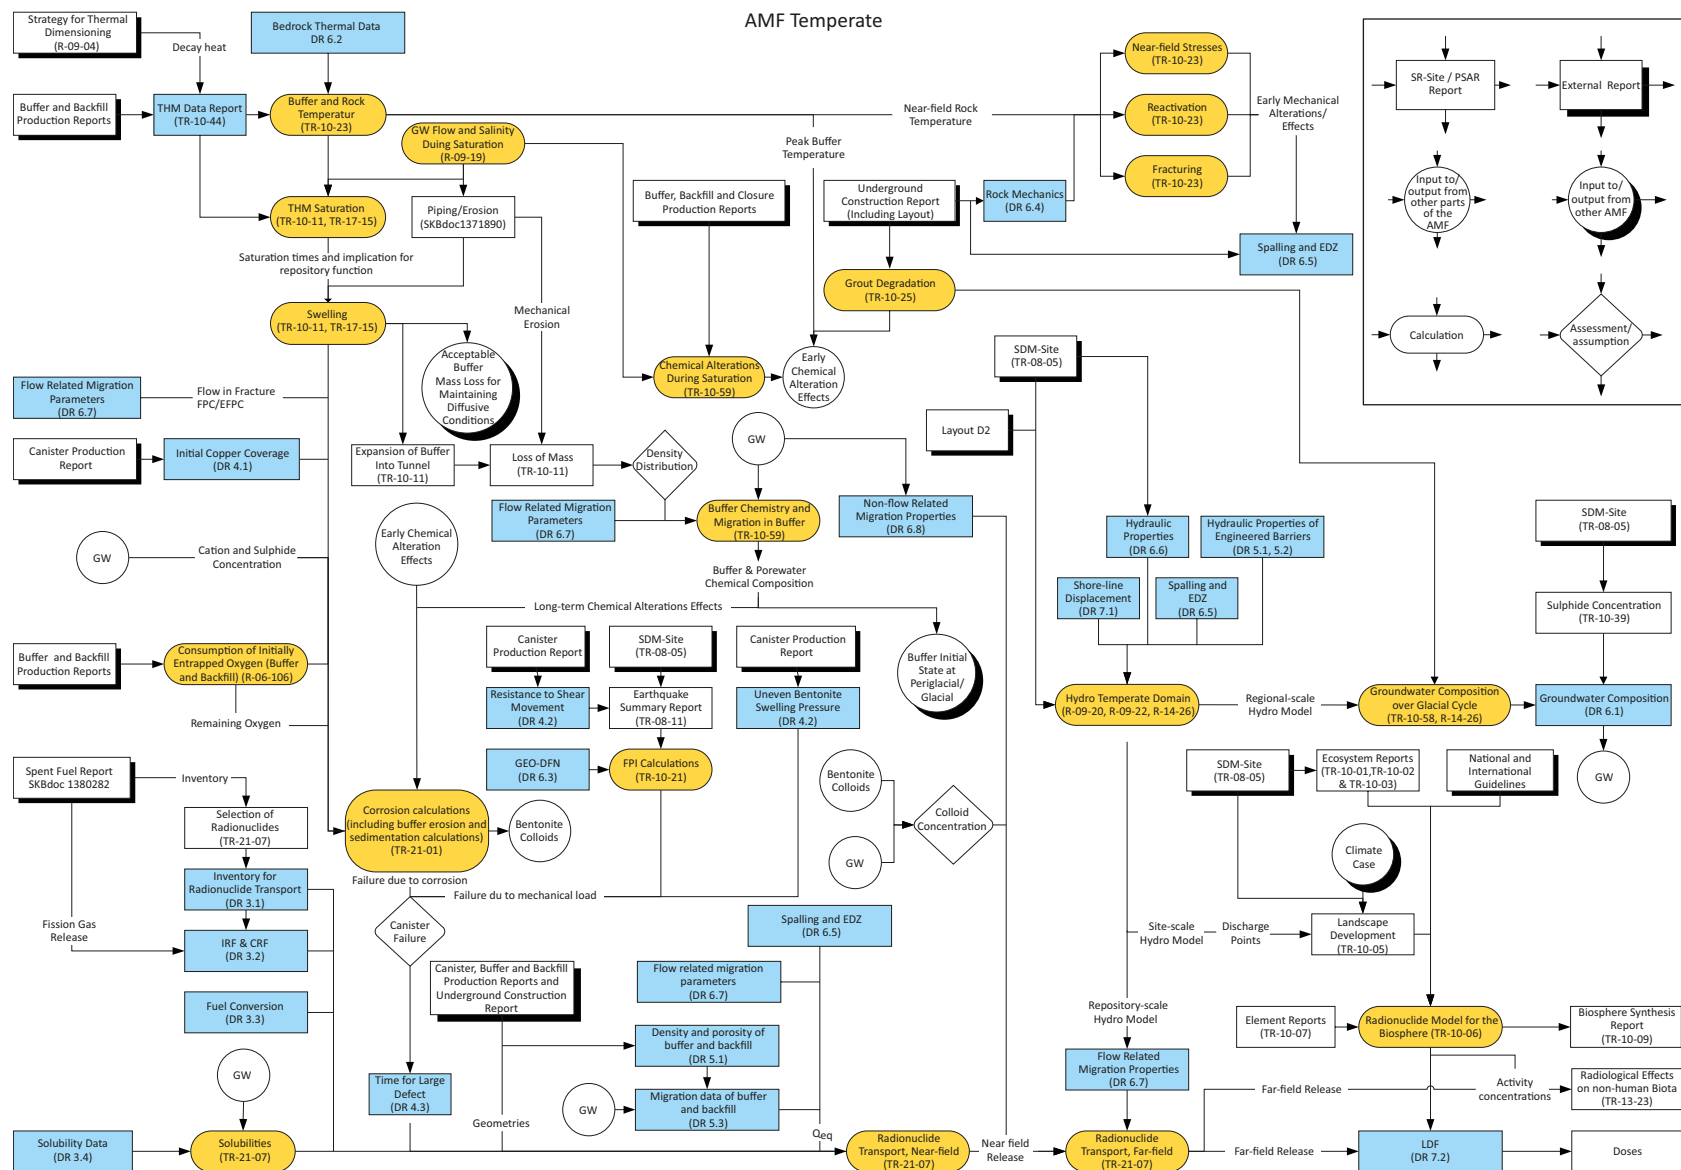 AMF Temperate
Strategy for Thermal
Dimensioning
(R-09-04)
Decay heat
Bedrock Thermal Data
DR 6.2
Buffer and Backfill
Production Reports
THM Data Report
(TR-10-44)
Buffer and Rock
Temperatur
(TR-10-23)
GW Flow and Salinity
Duing Saturation
(R-09-19)
Near-field Rock
Temperature
Peak Buffer
Temperature
Near-field Stresses
(TR-10-23)
Reactivation
(TR-10-23)
Fracturing
(TR-10-23)
Early Mechanical
Alterations/
Effects
SR-Site / PSAR
Report
External Report
Input to/
output from
other parts
of the
AMF
Input to/
output from
other AMF
Calculation
Assessment/
assumption
THM Saturation
(TR-10-11, TR-17-15)
Piping/Erosion
(SKBdoc1371890)
Buffer, Backfill and Closure
Production Reports
Underground
Construction Report
(Including Layout)
Rock Mechanics
(DR 6.4)
Spalling and EDZ
(DR 6.5)
Saturation times and implication for
repository function
Grout Degradation
(TR-10-25)
Swelling
(TR-10-11, TR-17-15)
Mechanical
Erosion
Acceptable
Buffer
Mass Loss for
Maintaining
Diffusive
Conditions
Chemical Alterations
During Saturation
(TR-10-59)
Early
Chemical
Alteration
Effects
SDM-Site
(TR-08-05)
Flow Related Migration
Parameters
(DR 6.7)
Flow in Fracture
FPC/EFPC
Layout D2
Canister Production
Report
Initial Copper Coverage
(DR 4.1)
Expansion of Buffer
Into Tunnel
(TR-10-11)
Loss of Mass
(TR-10-11)
Density
Distribution
GW
Flow Related Migration
Parameters
(DR 6.7)
Buffer Chemistry and
Migration in Buffer
(TR-10-59)
Non-flow Related
Migration Properties
(DR 6.8)
Hydraulic
Properties
(DR 6.6)
Hydraulic Properties of
Engineered Barriers
(DR 5.1, 5.2)
SDM-Site
(TR-08-05)
GW
Cation and Sulphide
Concentration
Early Chemical
Alteration
Effects
Buffer & Porewater
Chemical Composition
Shore-line
Displacement
(DR 7.1)
Spalling and
EDZ
(DR 6.5)
Long-term Chemical Alterations Effects
Sulphide Concentration
(TR-10-39)
Buffer and Backfill
Production Reports
Consumption of Initially
Entrapped Oxygen (Buffer
and Backfill) (R-06-106)
Remaining Oxygen
Canister
Production Report
SDM-Site
(TR-08-05)
Canister Production
Report
Buffer Initial
State at
Periglacial/
Glacial
Resistance to Shear
Movement
(DR 4.2)
Earthquake
Summary Report
(TR-08-11)
Uneven Bentonite
Swelling Pressure
(DR 4.2)
Hydro Temperate Domain
(R-09-20, R-09-22, R-14-26)
Regional-scale
Hydro Model
Groundwater Composition
over Glacial Cycle
(TR-10-58, R-14-26)
Groundwater Composition
(DR 6.1)
GW
GEO-DFN
(DR 6.3)
FPI Calculations
(TR-10-21)
Spent Fuel Report
SKBdoc 1380282
Inventory
Selection of
Radionuclides
(TR-21-07)
Corrosion calculations
(including buffer erosion and
sedimentation calculations)
(TR-21-01)
Bentonite
Colloids
Bentonite
Colloids
GW
Colloid
Concentration
SDM-Site
(TR-08-05)
Ecosystem Reports
(TR-10-01,TR-10-02
& TR-10-03)
National and
International
Guidelines
Climate
Case
Inventory for
Radionuclide Transport
(DR 3.1)
Fission Gas
Release
IRF & CRF
(DR 3.2)
Failure due to corrosion
Failure du to mechanical load
Canister
Failure
Spalling and EDZ
(DR 6.5)
Site-scale
Hydro Model
Discharge
Points
Landscape
Development
(TR-10-05)
Canister, Buffer and Backfill
Production Reports and
Underground Construction
Report
Flow related migration
parameters
(DR 6.7)
Fuel Conversion
(DR 3.3)
Repository-scale
Hydro Model
Density and porosity of
buffer and backfill
(DR 5.1)
Element Reports
(TR-10-07)
Radionuclide Model for the
Biosphere (TR-10-06)
Biosphere Synthesis
Report
(TR-10-09)
GW
Time for Large
Defect
(DR 4.3)
GW
Migration data of buffer
and backfill
(DR 5.3)
Flow Related
Migration Properties
(DR 6.7)
Far-field Release
Activity
concentrations
Radiological Effects
on non-human Biota
(TR-13-23)
Geometries
Qeq
Solubility Data
(DR 3.4)
Solubilities
(TR-21-07)
Radionuclide
Transport, Near-field
(TR-21-07)
Near field
Release
Radionuclide
Transport, Far-field
(TR-21-07)
Far-field Release
LDF
(DR 7.2)
Doses